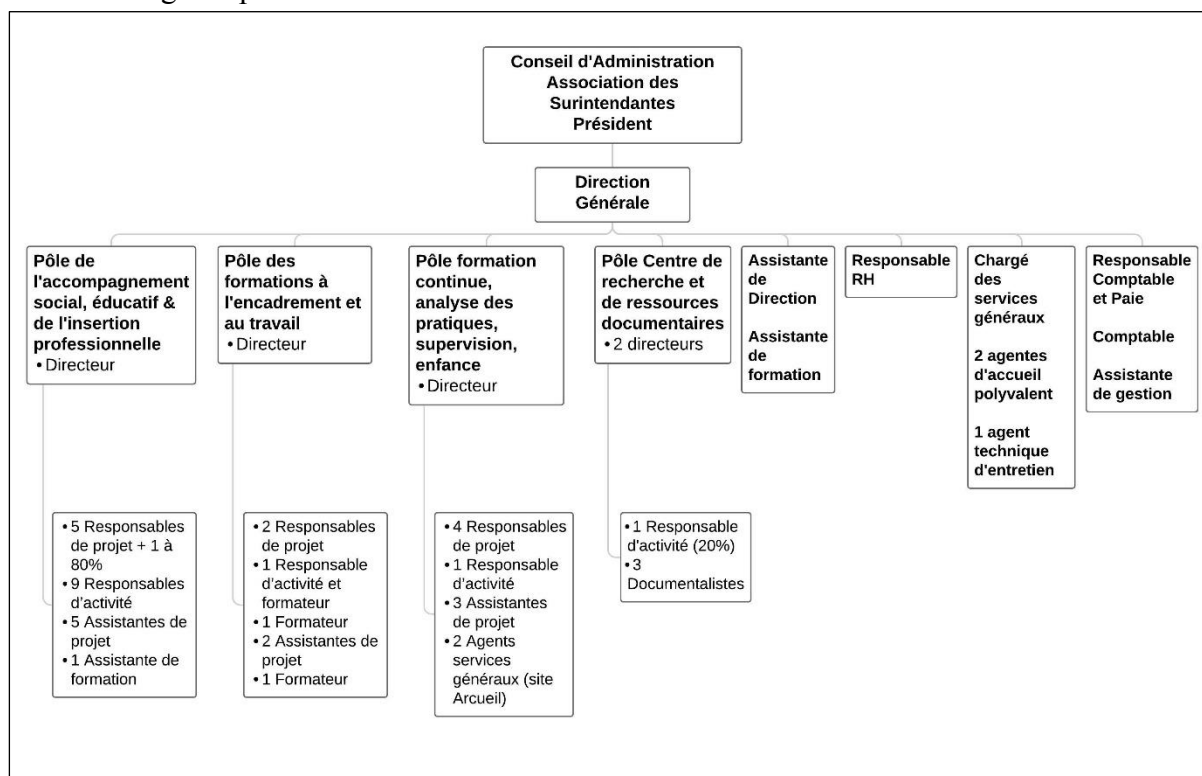 Conseil d'Administration
Association des
Surintendantes
Président
Direction
Générale
Pôle de
l'accompagnement
social, éducatif &
de l'insertion
professionnelle
• Directeur
Pôle des
formations à
l'encadrement et
au travail
• Directeur
Pôle formation
continue,
analyse des
pratiques,
supervision,
enfance
• Directeur
Pôle Centre de
recherche et
de ressources
documentaires
• 2 directeurs
Assistante
de
Direction
Assistante
de
formation
Responsable
RH
Chargé
des
services
généraux
2 agentes
d'accueil
polyvalent
1 agent
technique
d'entretien
Responsable
Comptable
et Paie
Comptable
Assistante
de gestion
• 5 Responsables
de projet + 1 à
80%
• 9 Responsables
d'activité
• 5 Assistantes de
projet
• 1 Assistante de
formation
• 2 Responsables
de projet
• 1 Responsable
d'activité et
formateur
• 1 Formateur
• 2 Assistantes de
projet
• 1 Formateur
• 4 Responsables
de projet
• 1 Responsable
d'activité
• 3 Assistantes
de projet
• 2 Agents
services
généraux (site
Arcueil)
• 1 Responsable
d'activité (20%)
• 3
Documentalistes